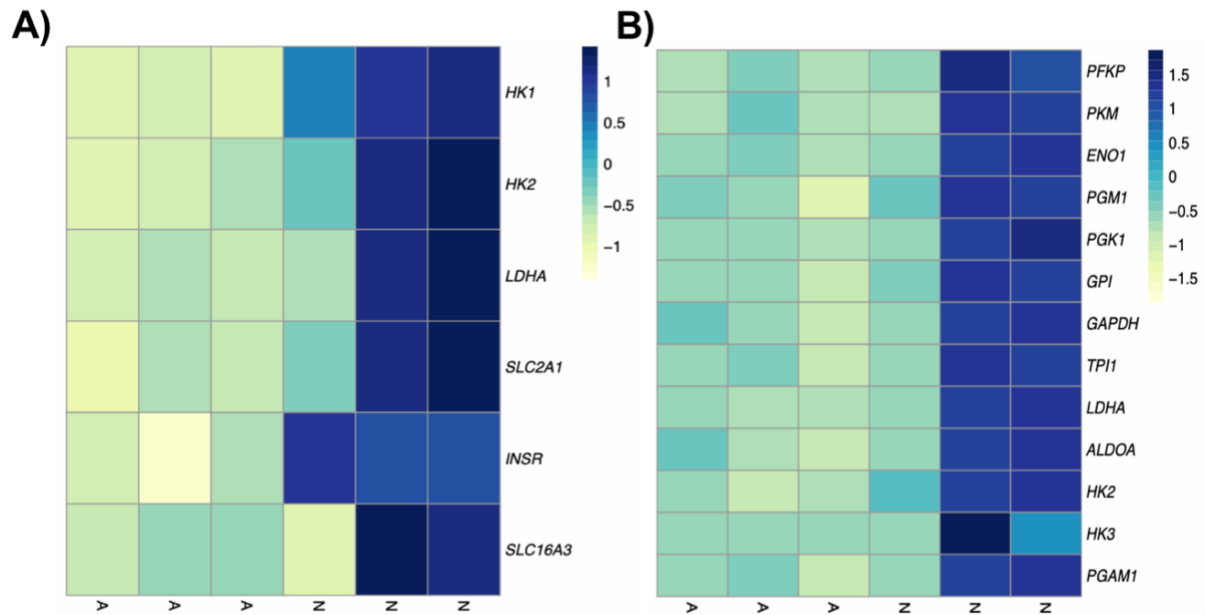 A)
HK1
HK2
LDHA
SLC2A1
INSR
SLC16A3
1
0.5
0
−0.5
−1
A A A N N N
B)
PFKP
PKM
ENO1
PGM1
PGK1
GPI
GAPDH
TPI1
LDHA
ALDOA
HK2
HK3
PGAM1
1.5
1
0.5
0
−0.5
−1
−1.5
A A A N N N